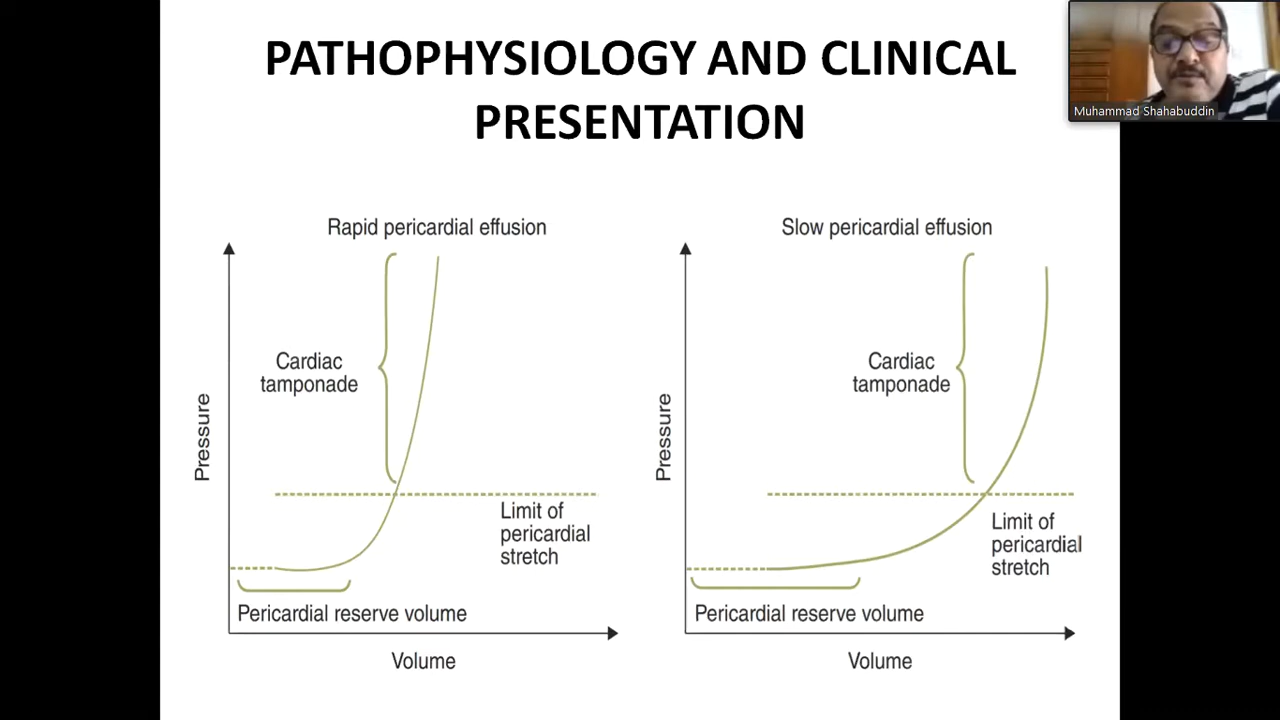 PATHOPHYSIOLOGY AND CLINICAL
PRESENTATION
Muhammad Shahabuddin
Rapid pericardial effusion
Cardiac
tamponade
Pressure
Limit of
pericardial
stretch
Pericardial reserve volume
Volume
Slow pericardial effusion
Cardiac
tamponade
Pressure
Limit of
pericardial
stretch
Pericardial reserve volume
Volume